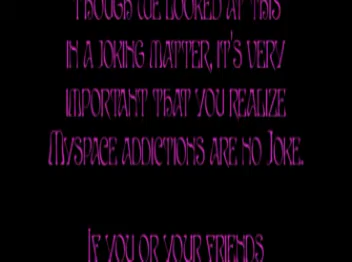 Though we looked at this
in a joking matter, it's very
important that you realize
Myspace addictions are no Joke.
If you or your friends